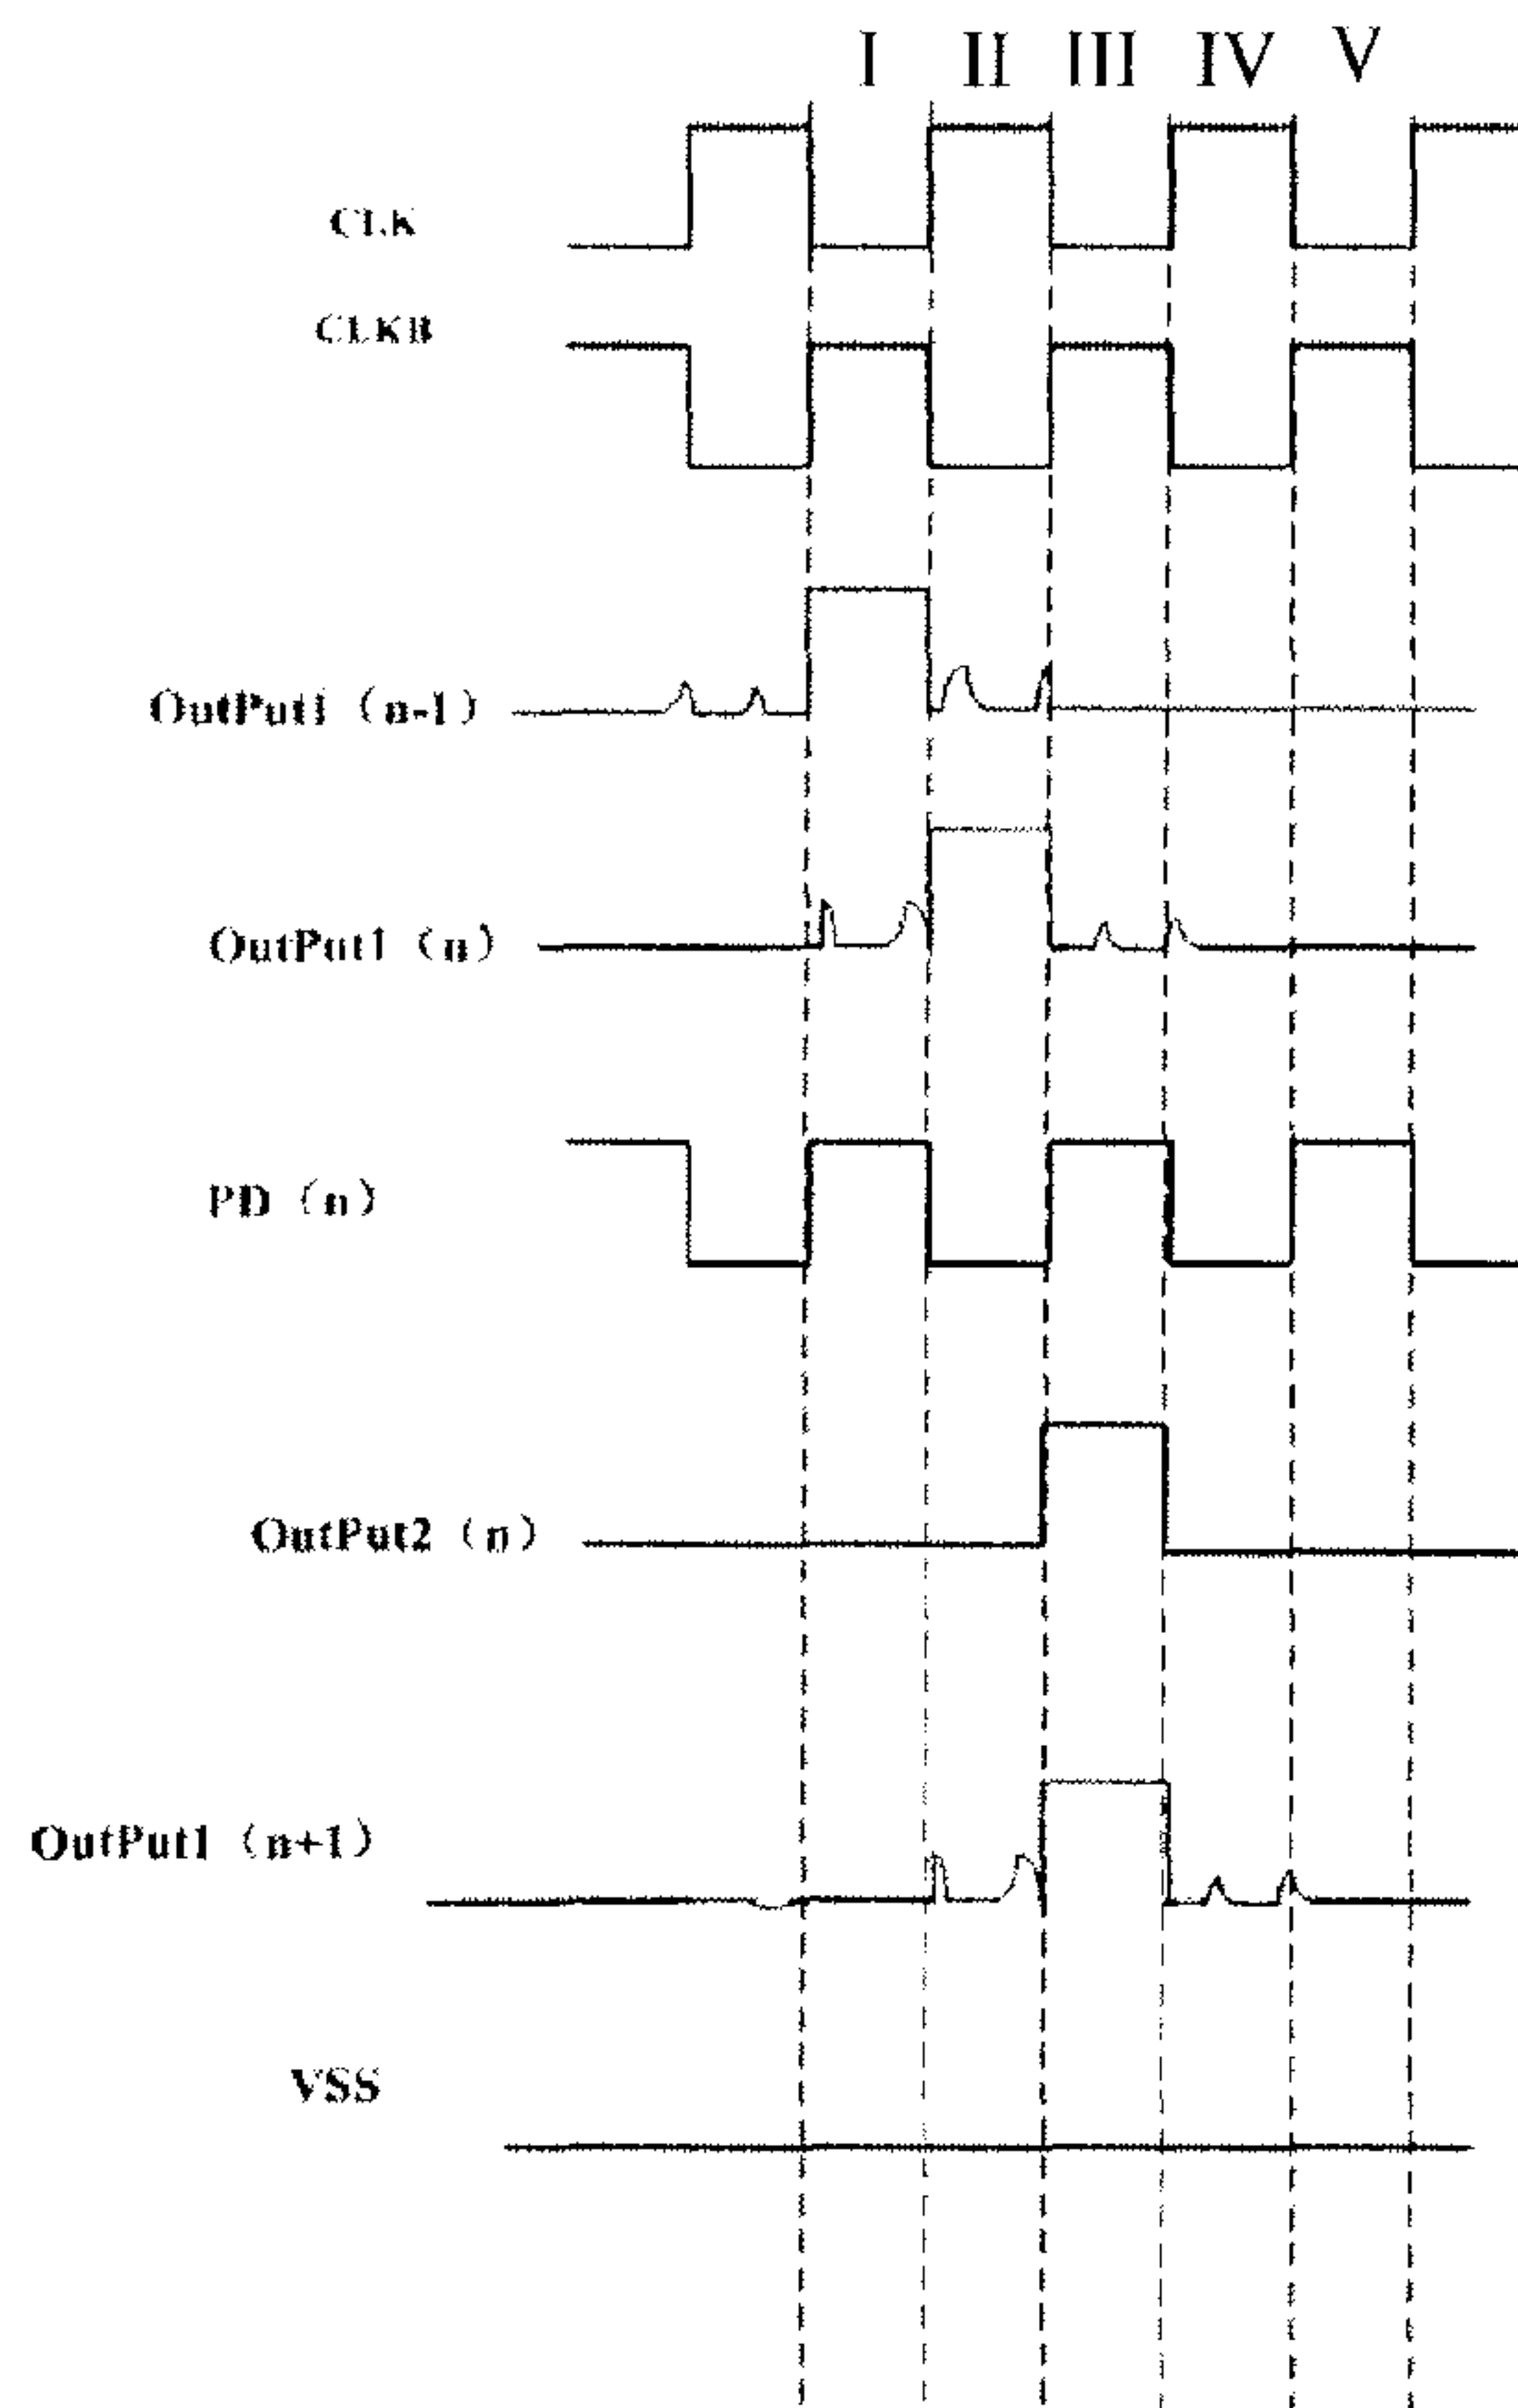 I II III IV V
CLK
CLKB
OutPut1（n-1）
OutPut1（n）
PD（n）
OutPut2（n）
OutPut1（n+1）
VSS